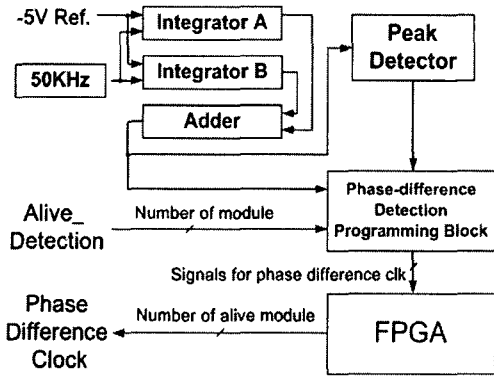 -5V Ref.
Integrator A
50KHz
Integrator B
Adder
Peak
Detector
Phase-difference
Detection
Programming Block
Alive_
Detection
Number of module
Signals for phase difference clk
Phase
Difference
Clock
Number of alive module
FPGA